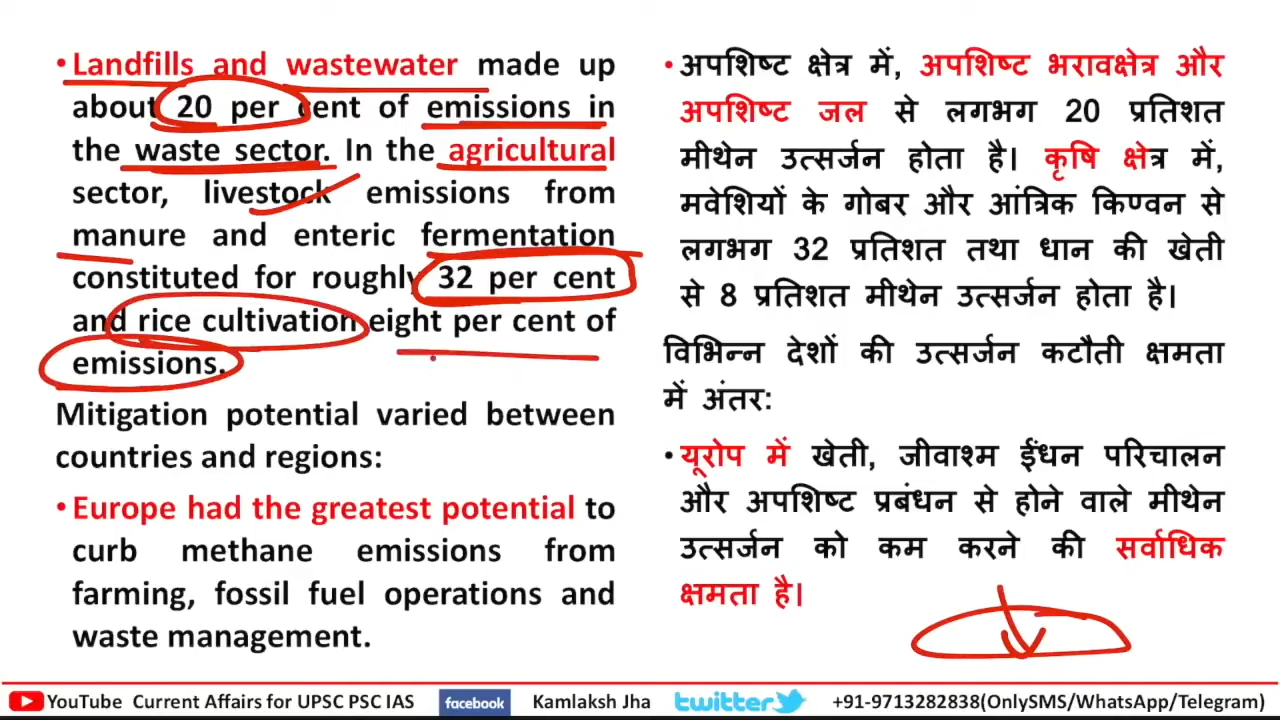 •Landfills and wastewater made up
about 20 per cent of emissions in
the waste sector. In the agricultural
sector, livestock emissions from
manure and enteric fermentation
constituted for roughly 32 per cent
and rice cultivation eight per cent of
emissions.
Mitigation potential varied between
countries and regions:
•Europe had the greatest potential to
curb methane emissions from
farming, fossil fuel operations and
waste management.
•अपशिष्ट क्षेत्र में, अपशिष्ट भरावक्षेत्र और
अपशिष्ट जल से लगभग 20 प्रतिशत
मीथेन उत्सर्जन होता है। कृषि क्षेत्र में,
मवेशियों के गोबर और आंत्रिक किण्वन से
लगभग 32 प्रतिशत तथा धान की खेती
से 8 प्रतिशत मीथेन उत्सर्जन होता है।
विभिन्न देशों की उत्सर्जन कटौती क्षमता
में अंतर:
•यूरोप में खेती, जीवाश्म ईंधन परिचालन
और अपशिष्ट प्रबंधन से होने वाले मीथेन
उत्सर्जन को कम करने की सर्वाधिक
क्षमता है।
YouTube Current Affairs for UPSC PSC IAS facebook Kamlaksh Jha twitter +91-9713282838(OnlySMS/WhatsApp/Telegram)